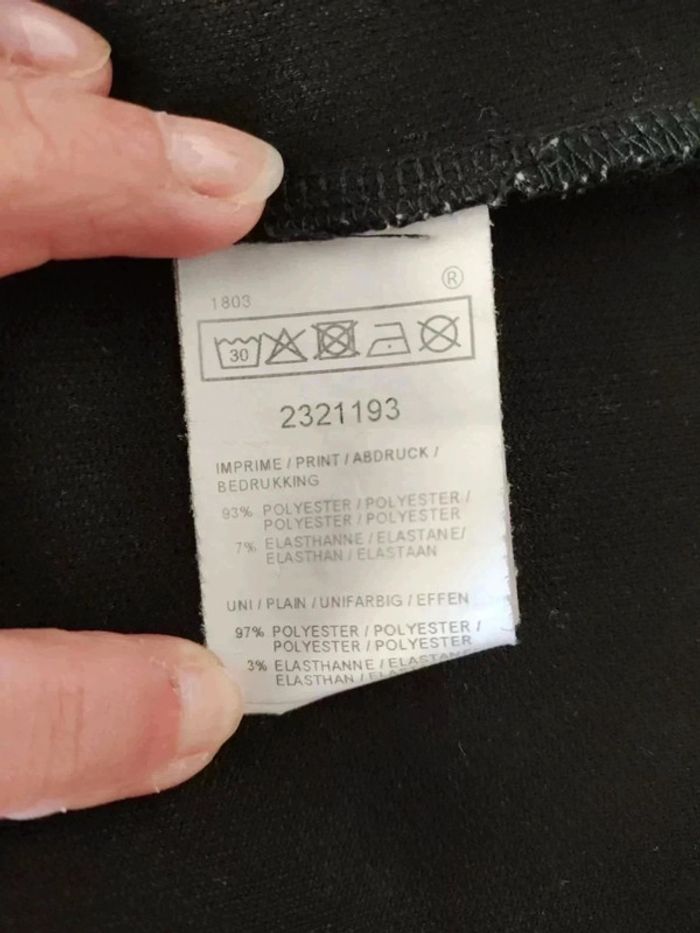 ®
1803
30
2321193
IMPRIME / PRINT / ABDRUCK /
BEDRUKKING
93% POLYESTER / POLYESTER /
POLYESTER / POLYESTER
7% ELASTHANNE / ELASTANE/
ELASTHAN / ELASTAAN
UNI / PLAIN / UNIFARBIG / EFFEN
97% POLYESTER / POLYESTER /
POLYESTER / POLYESTER
3% ELASTHANNE / ELASTANE
ELASTHAN /